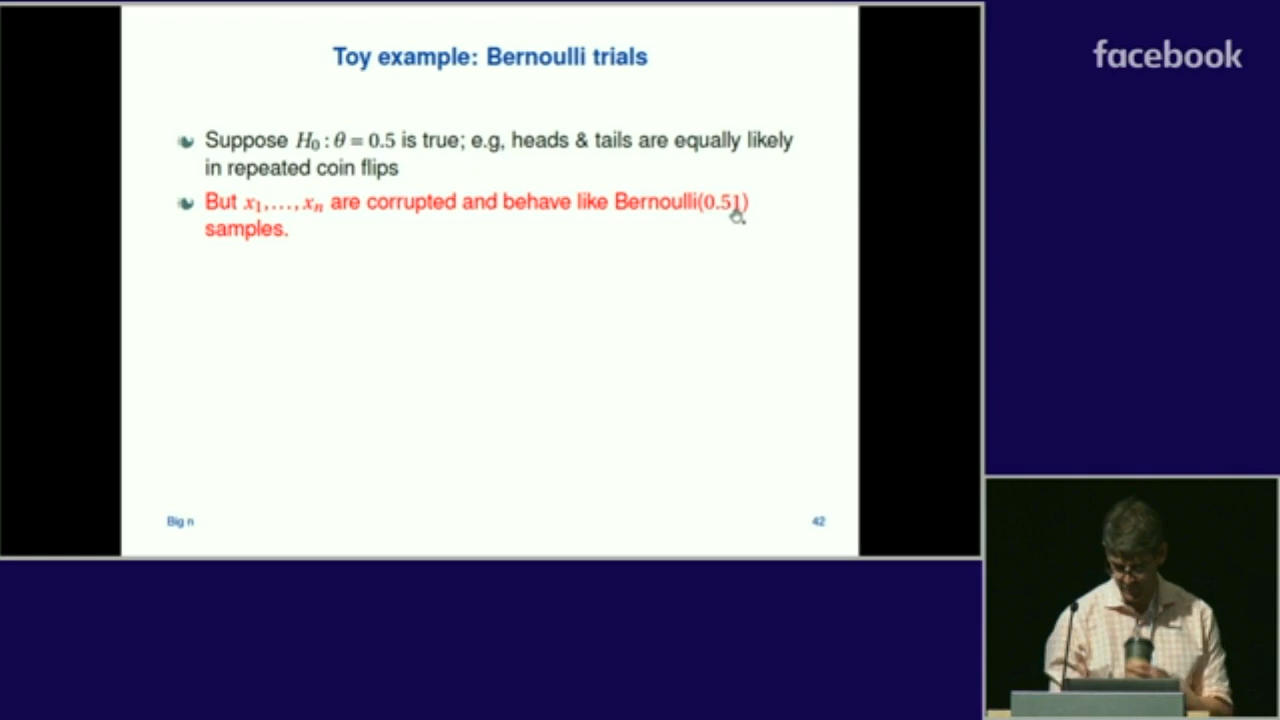 Toy example: Bernoulli trials
facebook
Suppose H₀ : θ = 0.5 is true; e.g, heads & tails are equally likely
in repeated coin flips
But x₁,…,xₙ are corrupted and behave like Bernoulli(0.51)
samples.
Big n
42